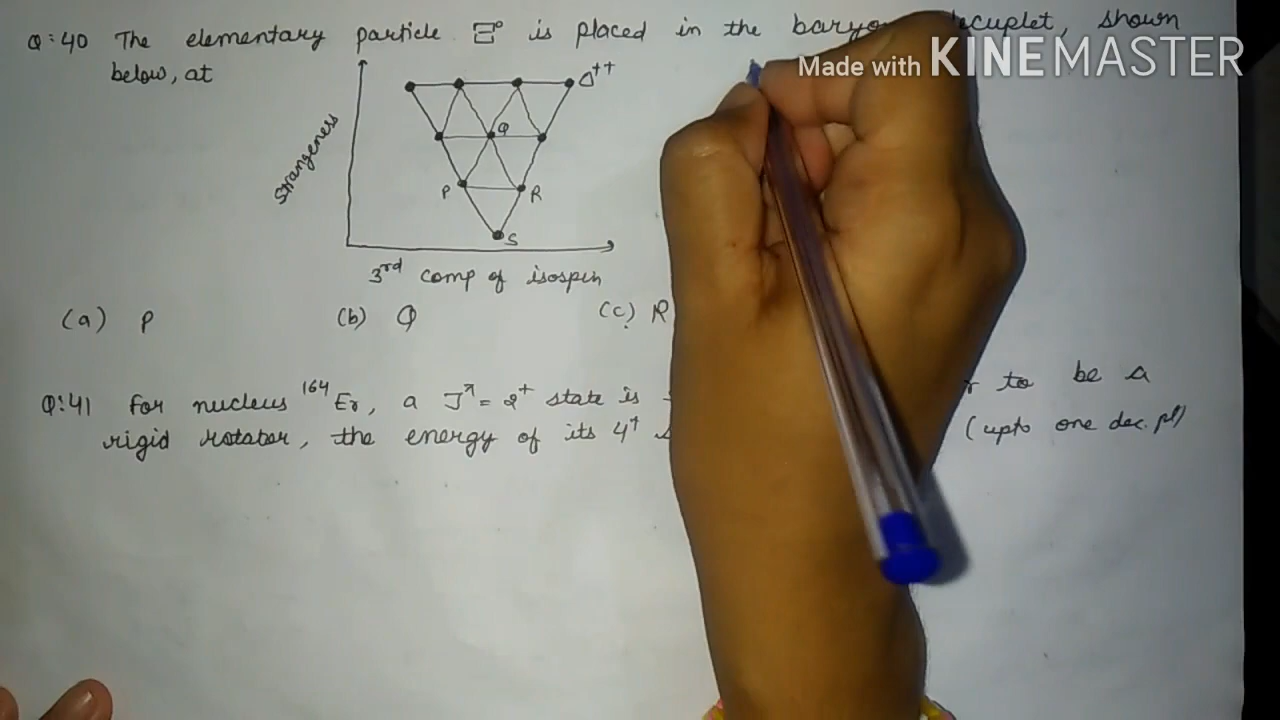 Q:40 The elementary particle Ξ⁰ is placed in the decuplet, shown
below, at
Made with KINEMASTER
Δ++
Strangeness
Q
P
R
S
3rd comp of isospin
(a) P (b) Q (c) R
Q:41 For nucleus 164Er, a Jπ = 2+ state is to be a
rigid rotator, the energy of its 4+ (upto one dec. pl)